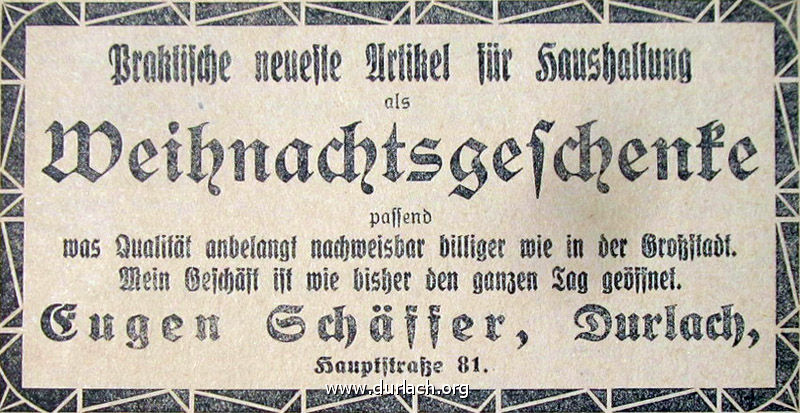 Praktische neueste Artikel für Haushaltung
als
Weihnachtsgeschenke
passend
was Qualität anbelangt nachweisbar billiger wie in der Großstadt.
Mein Geschäft ist wie bisher den ganzen Tag geöffnet.
Eugen Schäffer, Durlach,
Hauptstraße 81.
www.durlach.org